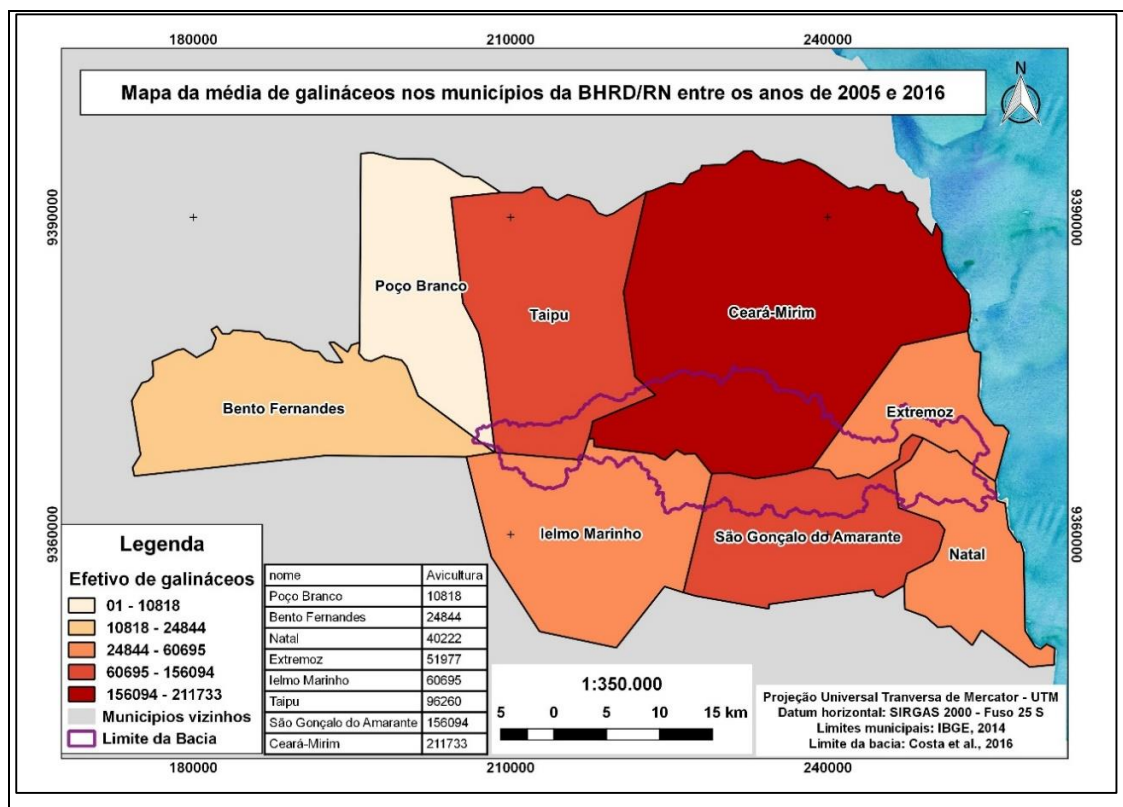 180000 210000 240000
Mapa da média de galináceos nos municípios da BHRD/RN entre os anos de 2005 e 2016
N
9390000 9390000
Poço Branco
Taipu
Ceará-Mirim
Bento Fernandes
Extremoz
Ielmo Marinho
São Gonçalo do Amarante
Natal
9360000 9360000
Legenda
Efetivo de galináceos
01 - 10818
10818 - 24844
24844 - 60695
60695 - 156094
156094 - 211733
Municípios vizinhos
Limite da Bacia
nome Avicultura
Poço Branco 10818
Bento Fernandes 24844
Natal 40222
Extremoz 51977
Ielmo Marinho 60695
Taipu 96260
São Gonçalo do Amarante 156094
Ceará-Mirim 211733
1:350.000
5 0 5 10 15 km
Projeção Universal Tranversa de Mercator - UTM
Datum horizontal: SIRGAS 2000 - Fuso 25 S
Limites municipais: IBGE, 2014
Limite da bacia: Costa et al., 2016
180000 210000 240000